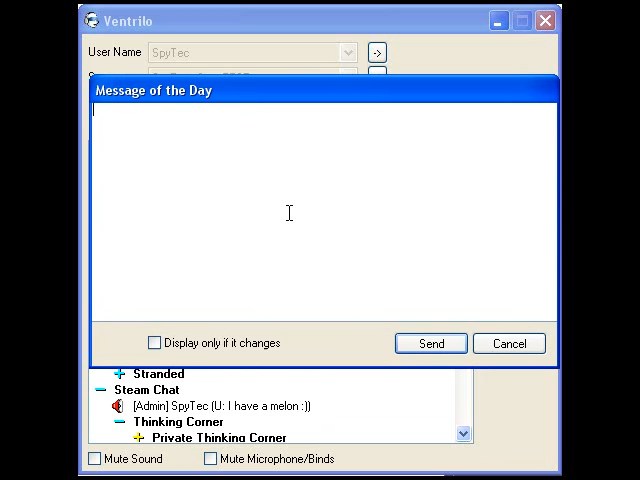 Ventrilo
User Name SpyTec ->
Message of the Day
Display only if it changes Send Cancel
Stranded
Steam Chat
[Admin] SpyTec (U: I have a melon :))
Thinking Corner
Private Thinking Corner
Mute Sound Mute Microphone/Binds